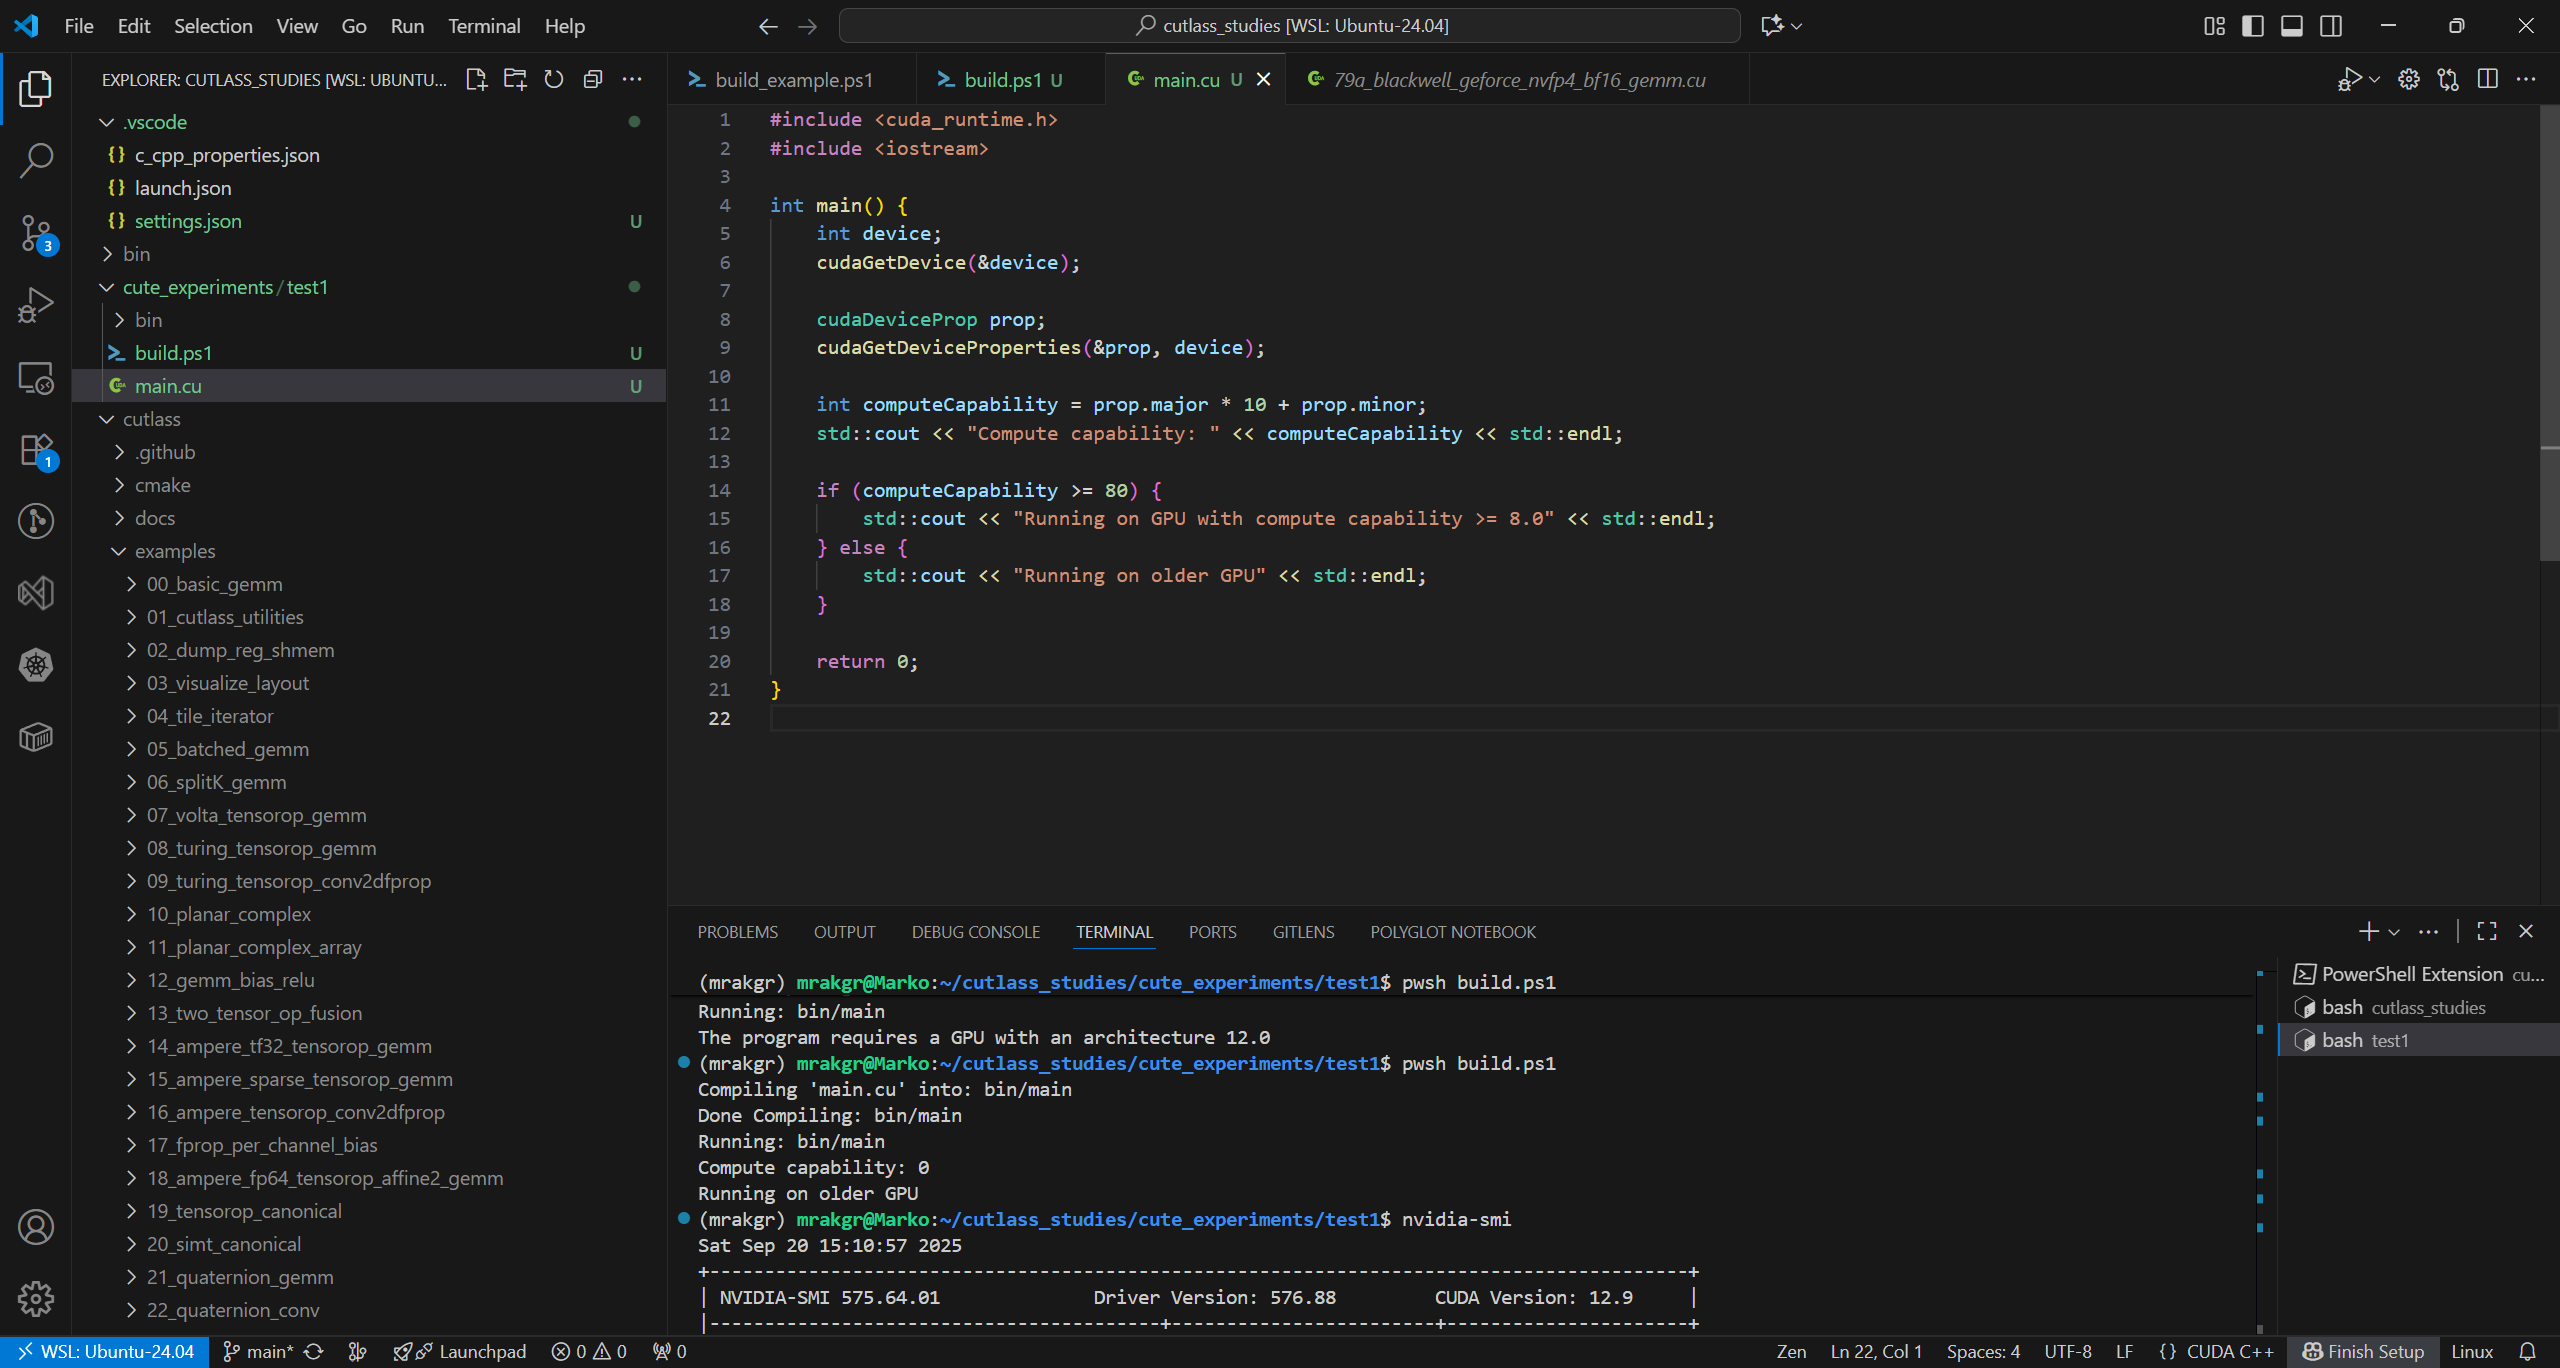 File Edit Selection View Go Run Terminal Help
cutlass_studies [WSL: Ubuntu-24.04]
EXPLORER: CUTLASS_STUDIES [WSL: UBUNTU...
.vscode
c_cpp_properties.json
launch.json
settings.json U
bin
cute_experiments / test1
bin
build.ps1 U
main.cu U
cutlass
.github
cmake
docs
examples
00_basic_gemm
01_cutlass_utilities
02_dump_reg_shmem
03_visualize_layout
04_tile_iterator
05_batched_gemm
06_splitK_gemm
07_volta_tensorop_gemm
08_turing_tensorop_gemm
09_turing_tensorop_conv2dfprop
10_planar_complex
11_planar_complex_array
12_gemm_bias_relu
13_two_tensor_op_fusion
14_ampere_tf32_tensorop_gemm
15_ampere_sparse_tensorop_gemm
16_ampere_tensorop_conv2dfprop
17_fprop_per_channel_bias
18_ampere_fp64_tensorop_affine2_gemm
19_tensorop_canonical
20_simt_canonical
21_quaternion_gemm
22_quaternion_conv
3
1
build_example.ps1
build.ps1 U
main.cu U
79a_blackwell_geforce_nvfp4_bf16_gemm.cu
1 #include <cuda_runtime.h>
2 #include <iostream>
3
4 int main() {
5 int device;
6 cudaGetDevice(&device);
7
8 cudaDeviceProp prop;
9 cudaGetDeviceProperties(&prop, device);
10
11 int computeCapability = prop.major * 10 + prop.minor;
12 std::cout << "Compute capability: " << computeCapability << std::endl;
13
14 if (computeCapability >= 80) {
15 std::cout << "Running on GPU with compute capability >= 8.0" << std::endl;
16 } else {
17 std::cout << "Running on older GPU" << std::endl;
18 }
19
20 return 0;
21 }
22
PROBLEMS OUTPUT DEBUG CONSOLE TERMINAL PORTS GITLENS POLYGLOT NOTEBOOK
(mrakgr) mrakgr@Marko:~/cutlass_studies/cute_experiments/test1$ pwsh build.ps1
Running: bin/main
The program requires a GPU with an architecture 12.0
(mrakgr) mrakgr@Marko:~/cutlass_studies/cute_experiments/test1$ pwsh build.ps1
Compiling 'main.cu' into: bin/main
Done Compiling: bin/main
Running: bin/main
Compute capability: 0
Running on older GPU
(mrakgr) mrakgr@Marko:~/cutlass_studies/cute_experiments/test1$ nvidia-smi
Sat Sep 20 15:10:57 2025
+-----------------------------------------------------------------------------------------+
| NVIDIA-SMI 575.64.01              Driver Version: 576.88         CUDA Version: 12.9     |
|-----------------------------------------+------------------------+----------------------+
PowerShell Extension cu...
bash cutlass_studies
bash test1
WSL: Ubuntu-24.04 main* Launchpad 0 0 0 Zen Ln 22, Col 1 Spaces: 4 UTF-8 LF {} CUDA C++ Finish Setup Linux